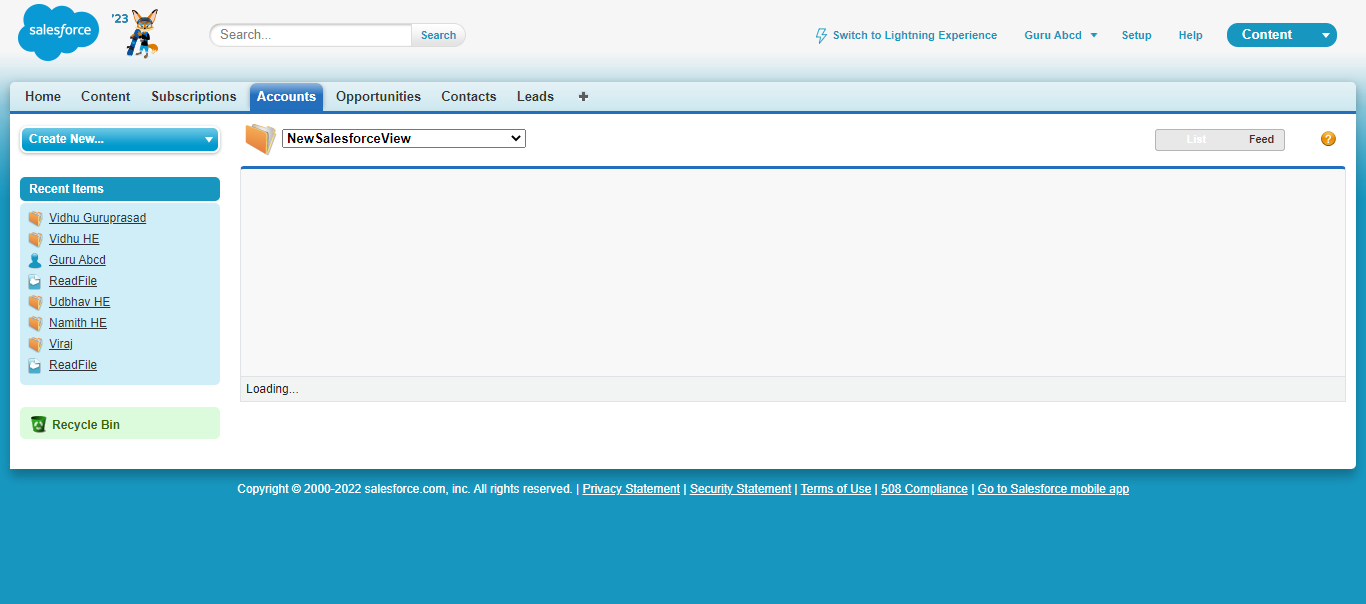 salesforce
'23
Search...
Search
Switch to Lightning Experience
Guru Abcd
Setup
Help
Content
Home
Content
Subscriptions
Accounts
Opportunities
Contacts
Leads
+
Create New...
NewSalesforceView
List
Feed
?
Recent Items
Vidhu Guruprasad
Vidhu HE
Guru Abcd
ReadFile
Udbhav HE
Namith HE
Viraj
ReadFile
Loading...
Recycle Bin
Copyright © 2000-2022 salesforce.com, inc. All rights reserved. | Privacy Statement | Security Statement | Terms of Use | 508 Compliance | Go to Salesforce mobile app